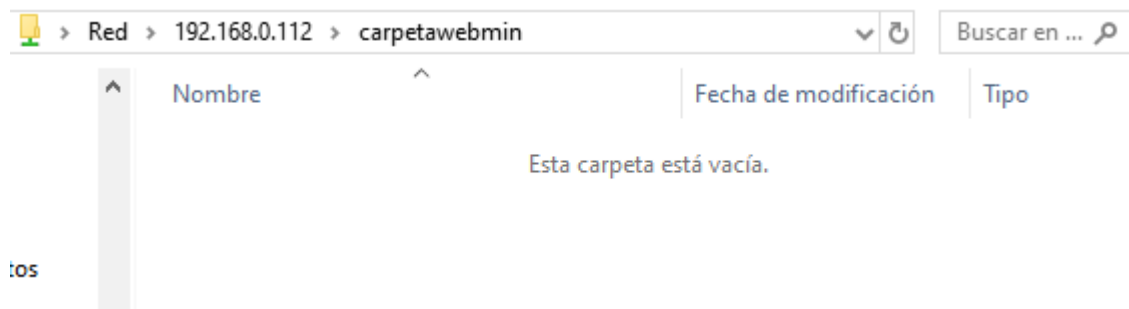 Red > 192.168.0.112 > carpetawebmin Buscar en ...
Nombre Fecha de modificación Tipo
Esta carpeta está vacía.
tos